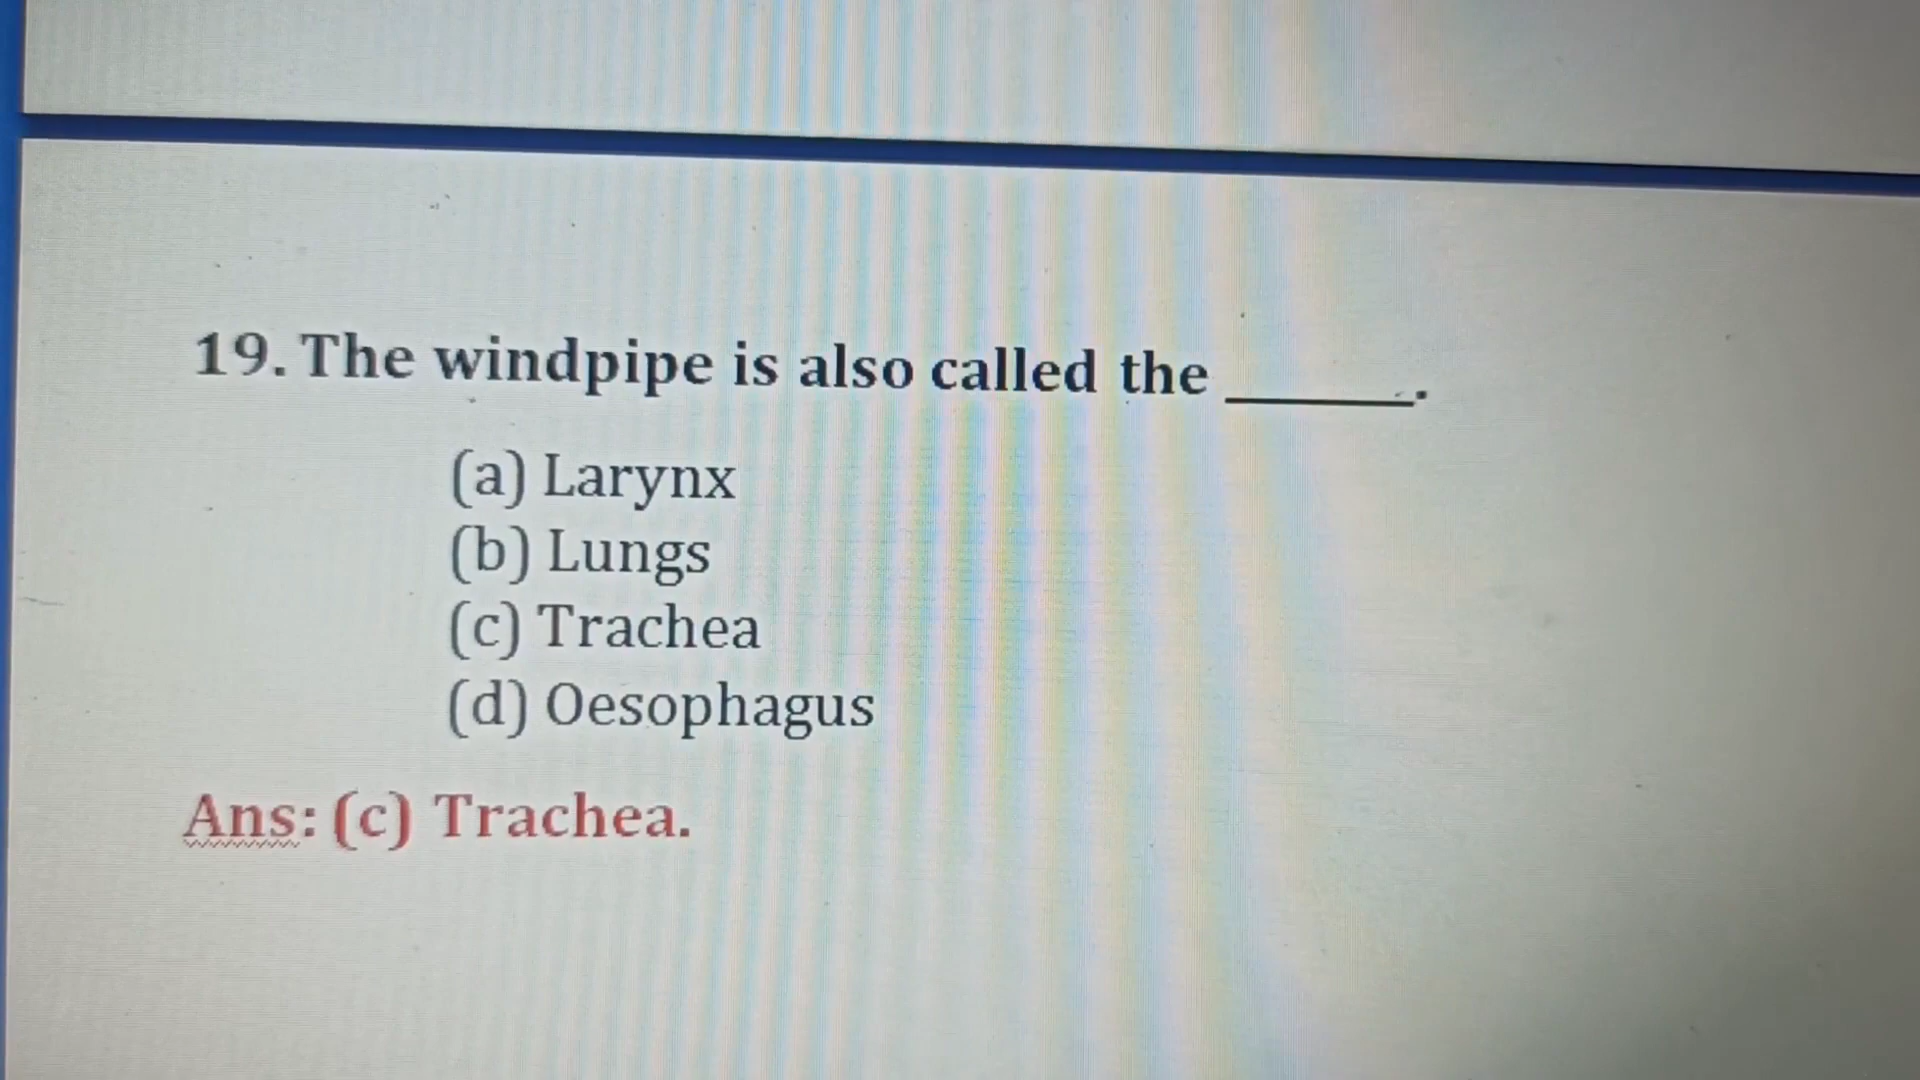 19. The windpipe is also called the ______.
(a) Larynx
(b) Lungs
(c) Trachea
(d) Oesophagus
Ans: (c) Trachea.